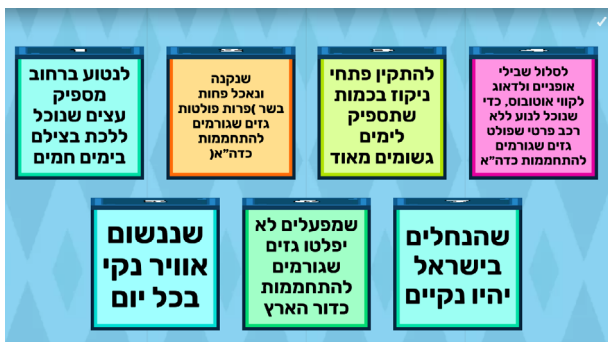 לסלול שבילי
אופניים ולדאוג
לקווי אוטובוס, כדי
שנוכל לנוע ללא
רכב פרטי שפולט
גזים שגורמים
להתחממות כדה״א
להתקין פתחי
ניקוז בכמות
שתספיק
לימים
גשומים מאוד
שנקנה
ונאכל פחות
בשר )פרות פולטות
גזים שגורמים
להתחממות
כדה״א(
לנטוע ברחוב
מספיק
עצים שנוכל
ללכת בצילם
בימים חמים
שהנחלים
בישראל
יהיו נקיים
שמפעלים לא
יפלטו גזים
שגורמים
להתחממות
כדור הארץ
שננשום
אוויר נקי
בכל יום